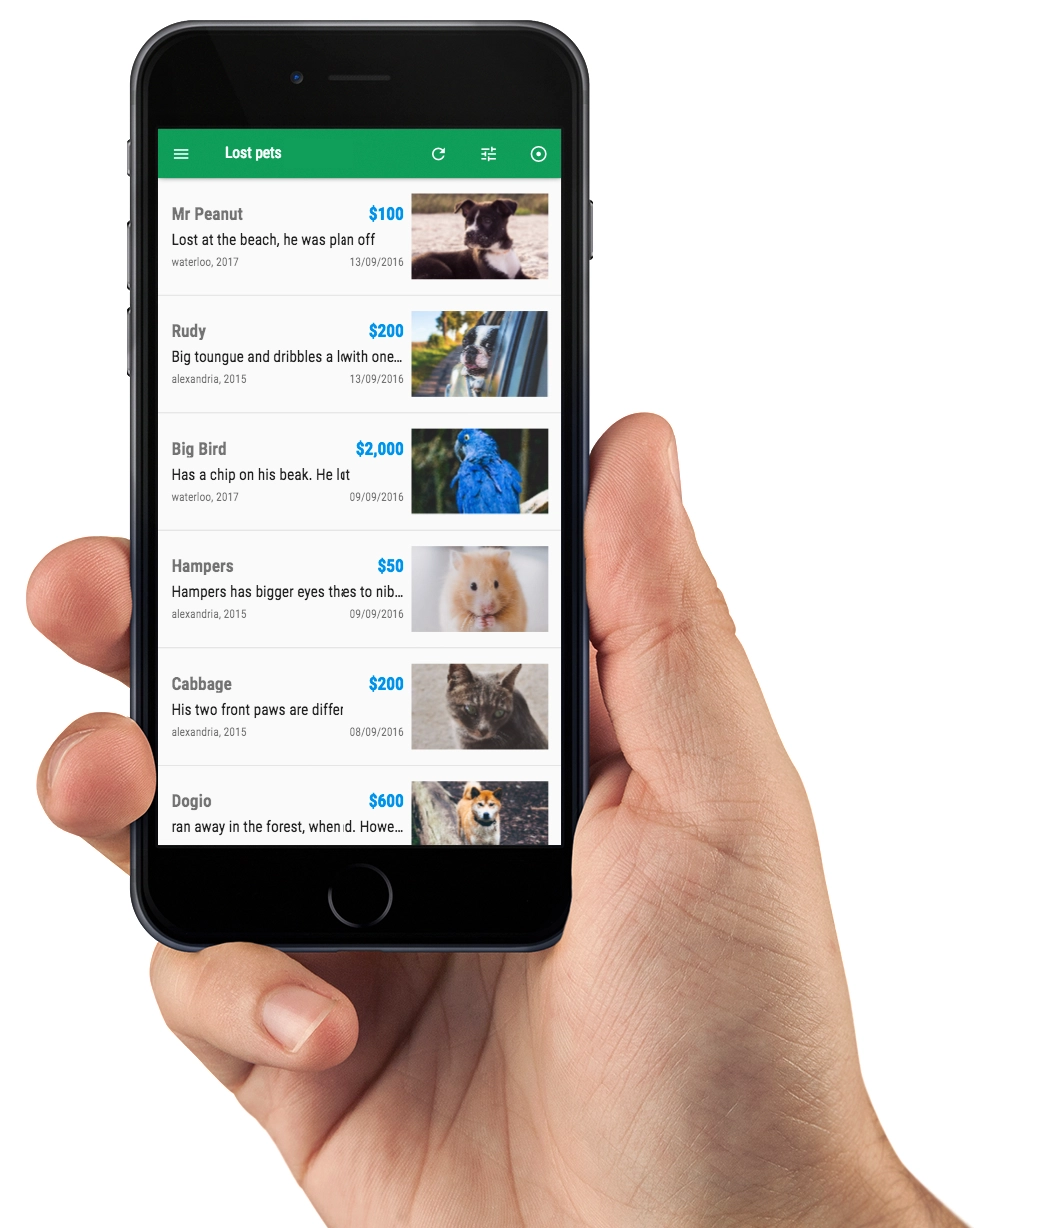 Lost pets
Mr Peanut $100
Lost at the beach, he was plan off
waterloo, 2017 13/09/2016
Rudy $200
Big toungue and dribbles a with one...
alexandria, 2015 13/09/2016
Big Bird $2,000
Has a chip on his beak. He
waterloo, 2017 09/09/2016
Hampers $50
Hampers has bigger eyes to nib...
alexandria, 2015 09/09/2016
Cabbage $200
His two front paws are differ
alexandria, 2015 08/09/2016
Dogio $600
ran away in the forest, when d. Howe...